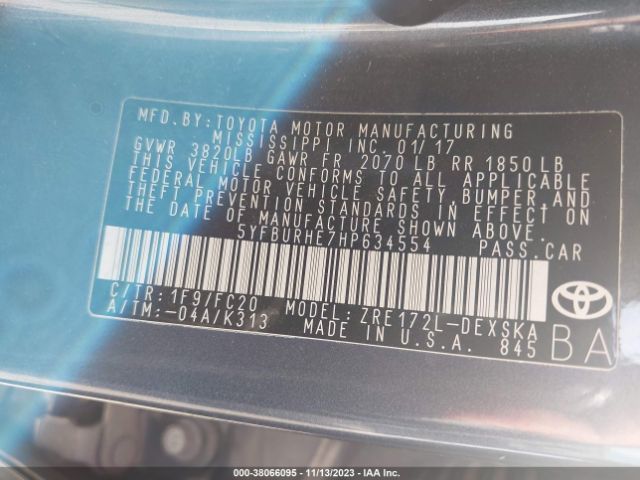 MFD. BY: TOYOTA MOTOR MANUFACTURING
MISSISSIPPI INC. 01/17
GVWR 3820LB GAWR FR 2070 LB RR 1850 LB
THIS VEHICLE CONFORMS TO ALL APPLICABLE
FEDERAL MOTOR VEHICLE SAFETY, BUMPER, AND
THEFT PREVENTION STANDARDS IN EFFECT ON
THE DATE OF MANUFACTURE SHOWN ABOVE.
5YFBURHE7HP634554 PASS.CAR
C/TR: 1F9/FC20 MODEL: ZRE172L-DEXSKA
A/TM: -04A/K313 MADE IN U.S.A. 845
BA
000-38066095 - 11/13/2023 - IAA Inc.